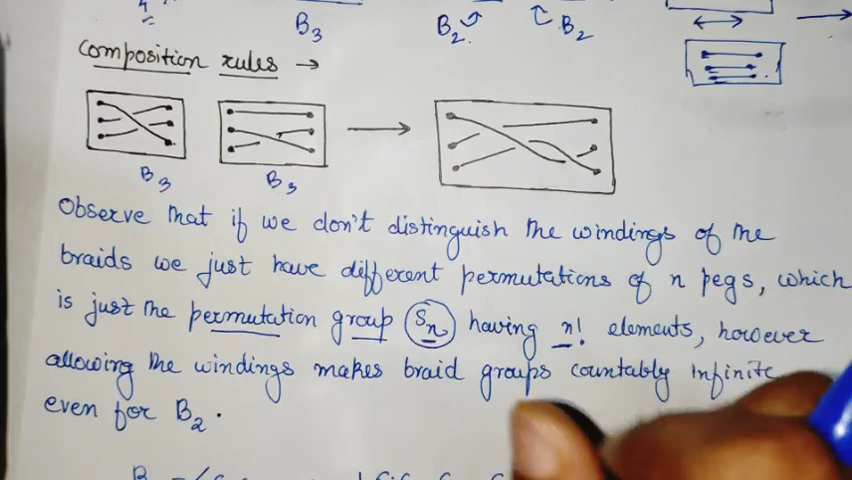 B₃ B₂ B₂
composition rules →
B₃ B₃
Observe that if we don't distinguish the windings of the
braids we just have different permutations of n pegs, which
is just the permutation group Sₙ having n! elements, however
allowing the windings makes braid groups countably infinite
even for B₂.